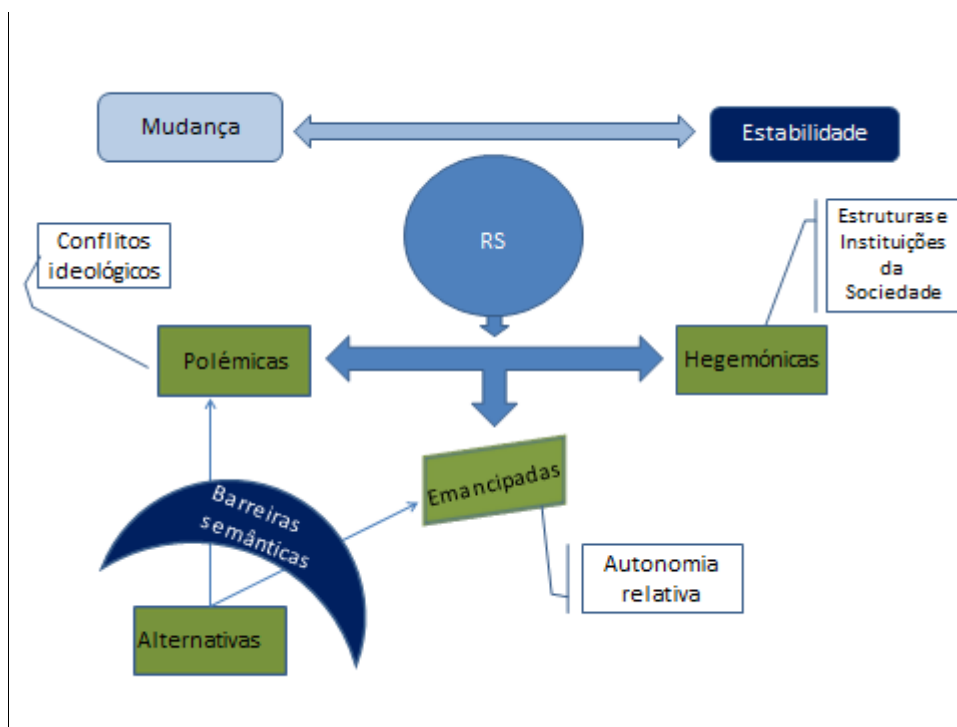 Mudança
Estabilidade
RS
Estruturas e
Instituições
da
Sociedade
Conflitos
ideológicos
Polémicas
Hegemónicas
Emancipadas
Barreiras
semânticas
Autonomia
relativa
Alternativas